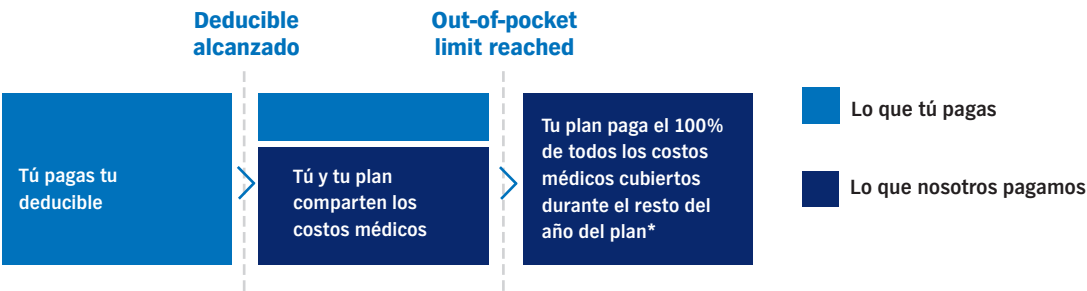 Deducible
alcanzado
Out-of-pocket
limit reached
Tú pagas tu
deducible
Tú y tu plan
comparten los
costos médicos
Tu plan paga el 100%
de todos los costos
médicos cubiertos
durante el resto del
año del plan*
Lo que tú pagas
Lo que nosotros pagamos